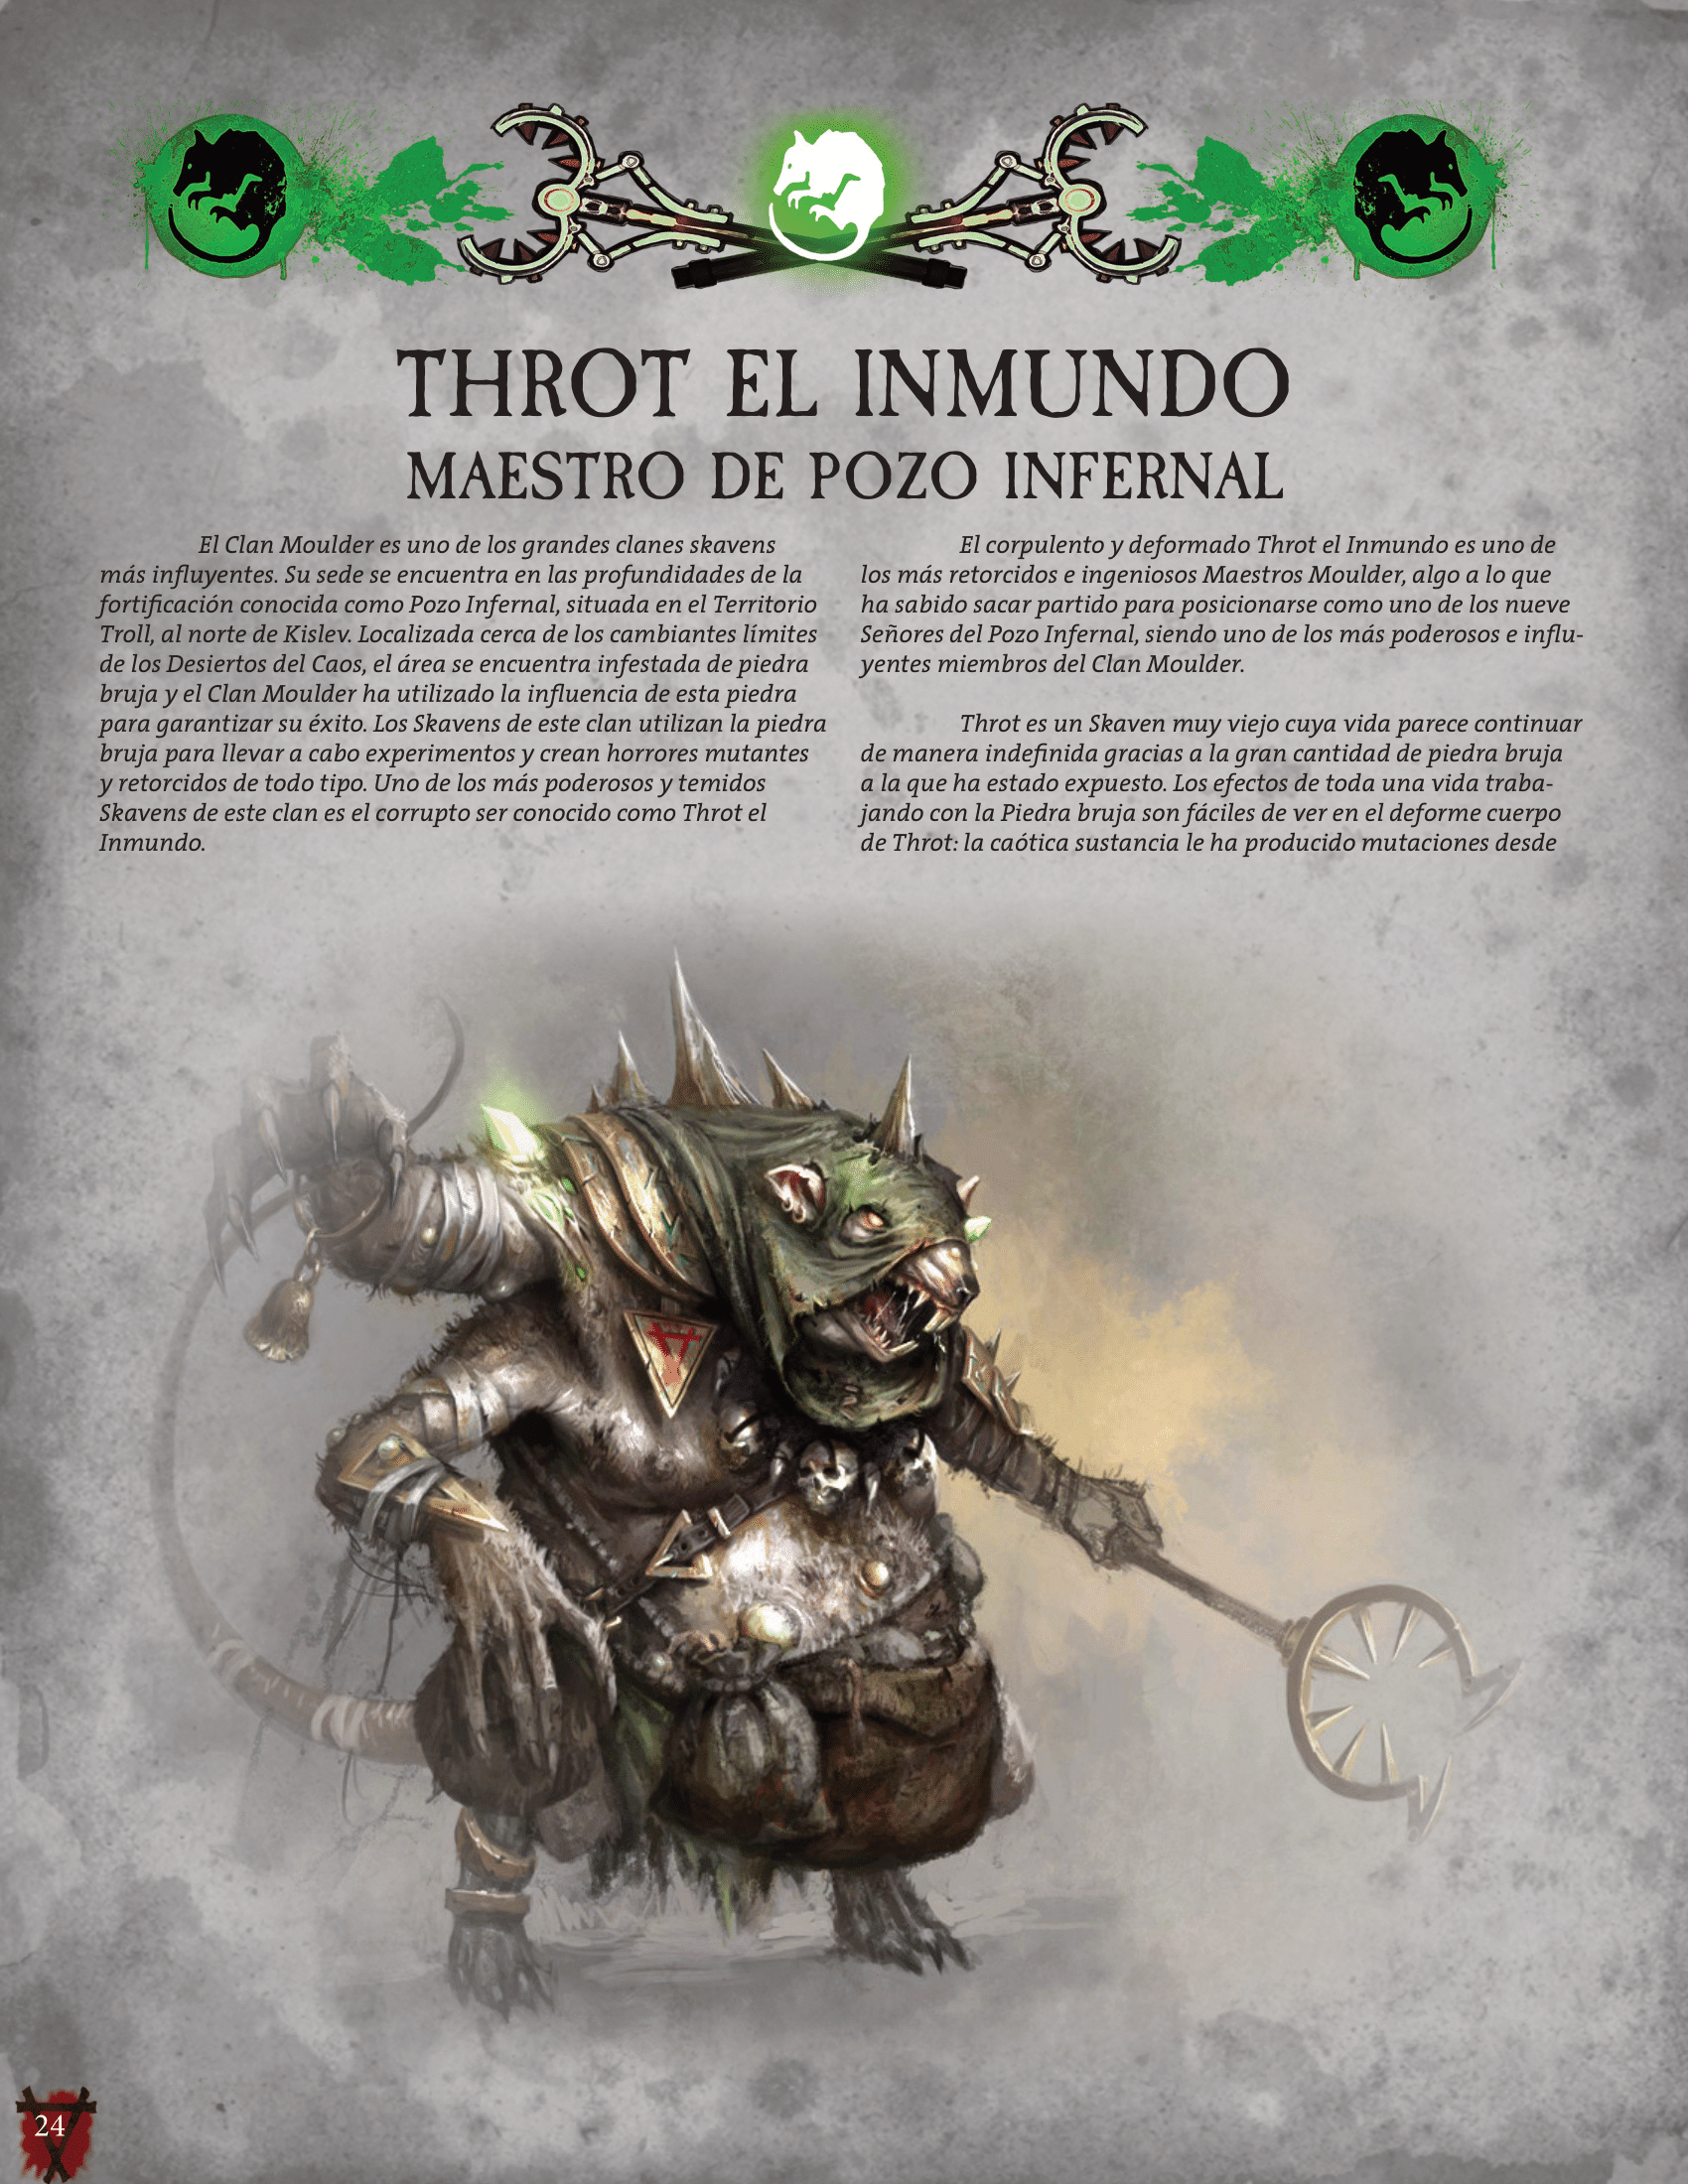 THROT EL INMUNDO
MAESTRO DE POZO INFERNAL
El Clan Moulder es uno de los grandes clanes skavens
más influyentes. Su sede se encuentra en las profundidades de la
fortificación conocida como Pozo Infernal, situada en el Territorio
Troll, al norte de Kislev. Localizada cerca de los cambiantes límites
de los Desiertos del Caos, el área se encuentra infestada de piedra
bruja y el Clan Moulder ha utilizado la influencia de esta piedra
para garantizar su éxito. Los Skavens de este clan utilizan la piedra
bruja para llevar a cabo experimentos y crean horrores mutantes
y retorcidos de todo tipo. Uno de los más poderosos y temidos
Skavens de este clan es el corrupto ser conocido como Throt el
Inmundo.
El corpulento y deformado Throt el Inmundo es uno de
los más retorcidos e ingeniosos Maestros Moulder, algo a lo que
ha sabido sacar partido para posicionarse como uno de los nueve
Señores del Pozo Infernal, siendo uno de los más poderosos e influ-
yentes miembros del Clan Moulder.
Throt es un Skaven muy viejo cuya vida parece continuar
de manera indefinida gracias a la gran cantidad de piedra bruja
a la que ha estado expuesto. Los efectos de toda una vida traba-
jando con la Piedra bruja son fáciles de ver en el deforme cuerpo
de Throt: la caótica sustancia le ha producido mutaciones desde
24